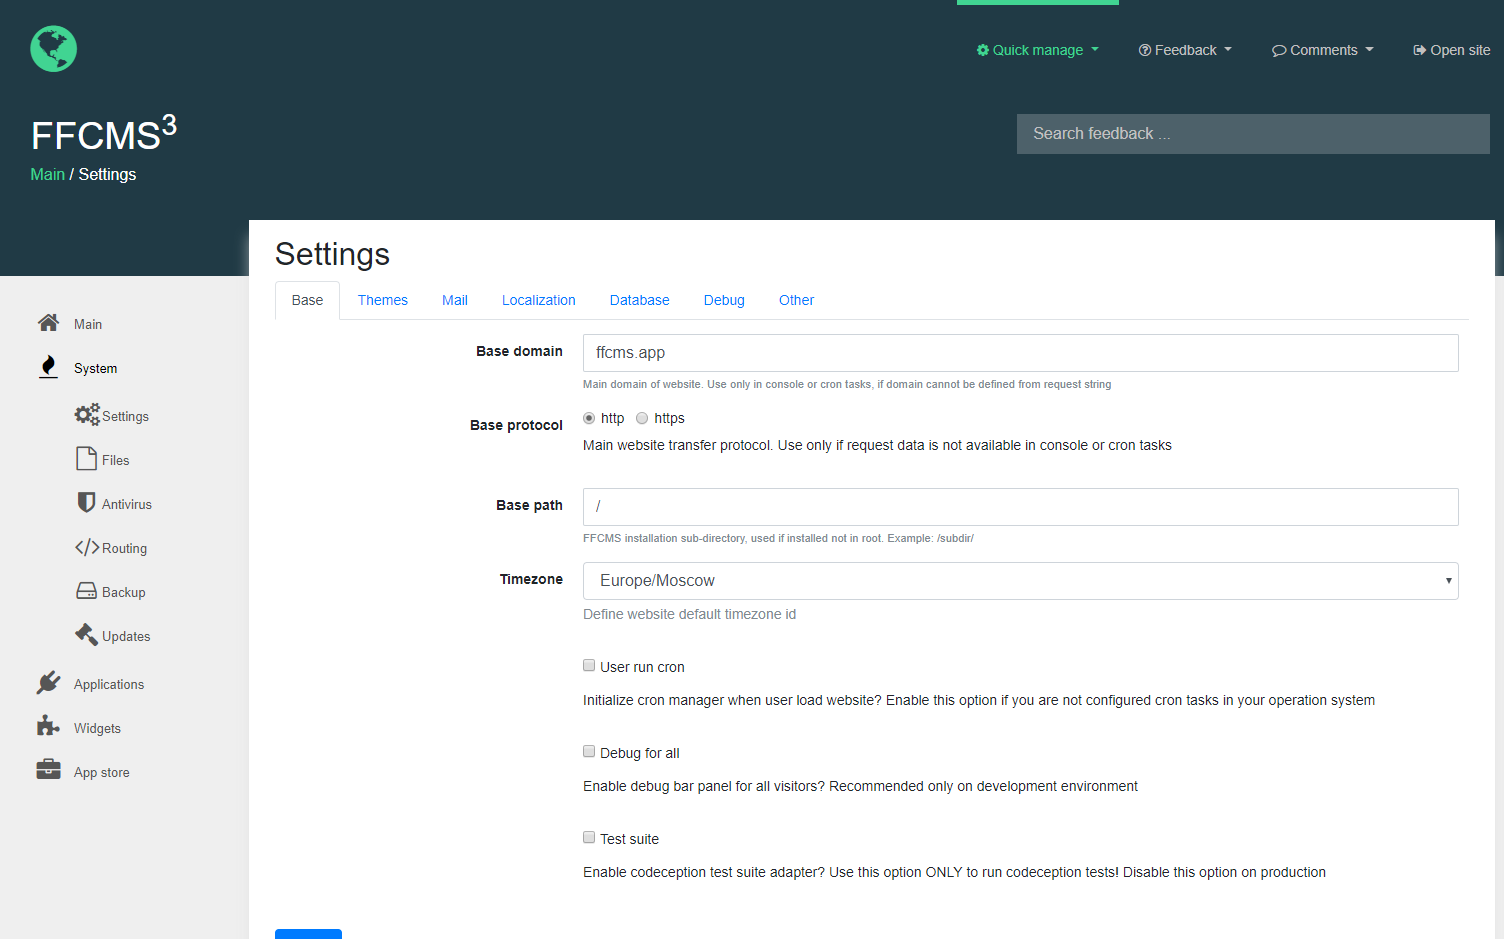 Quick manage Feedback Comments Open site
FFCMS3
Search feedback ...
Main / Settings
Settings
Base Themes Mail Localization Database Debug Other
Main
System
Settings
Files
Antivirus
Routing
Backup
Updates
Applications
Widgets
App store
Base domain ffcms.app
Main domain of website. Use only in console or cron tasks, if domain cannot be defined from request string
Base protocol http https
Main website transfer protocol. Use only if request data is not available in console or cron tasks
Base path /
FFCMS installation sub-directory, used if installed not in root. Example: /subdir/
Timezone Europe/Moscow
Define website default timezone id
User run cron
Initialize cron manager when user load website? Enable this option if you are not configured cron tasks in your operation system
Debug for all
Enable debug bar panel for all visitors? Recommended only on development environment
Test suite
Enable codeception test suite adapter? Use this option ONLY to run codeception tests! Disable this option on production